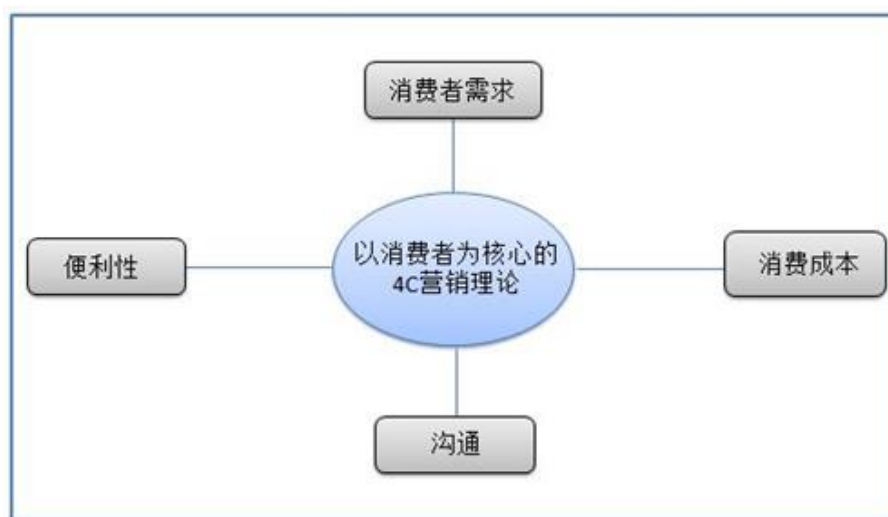 消费者需求
便利性
以消费者为核心的
4C营销理论
消费成本
沟通